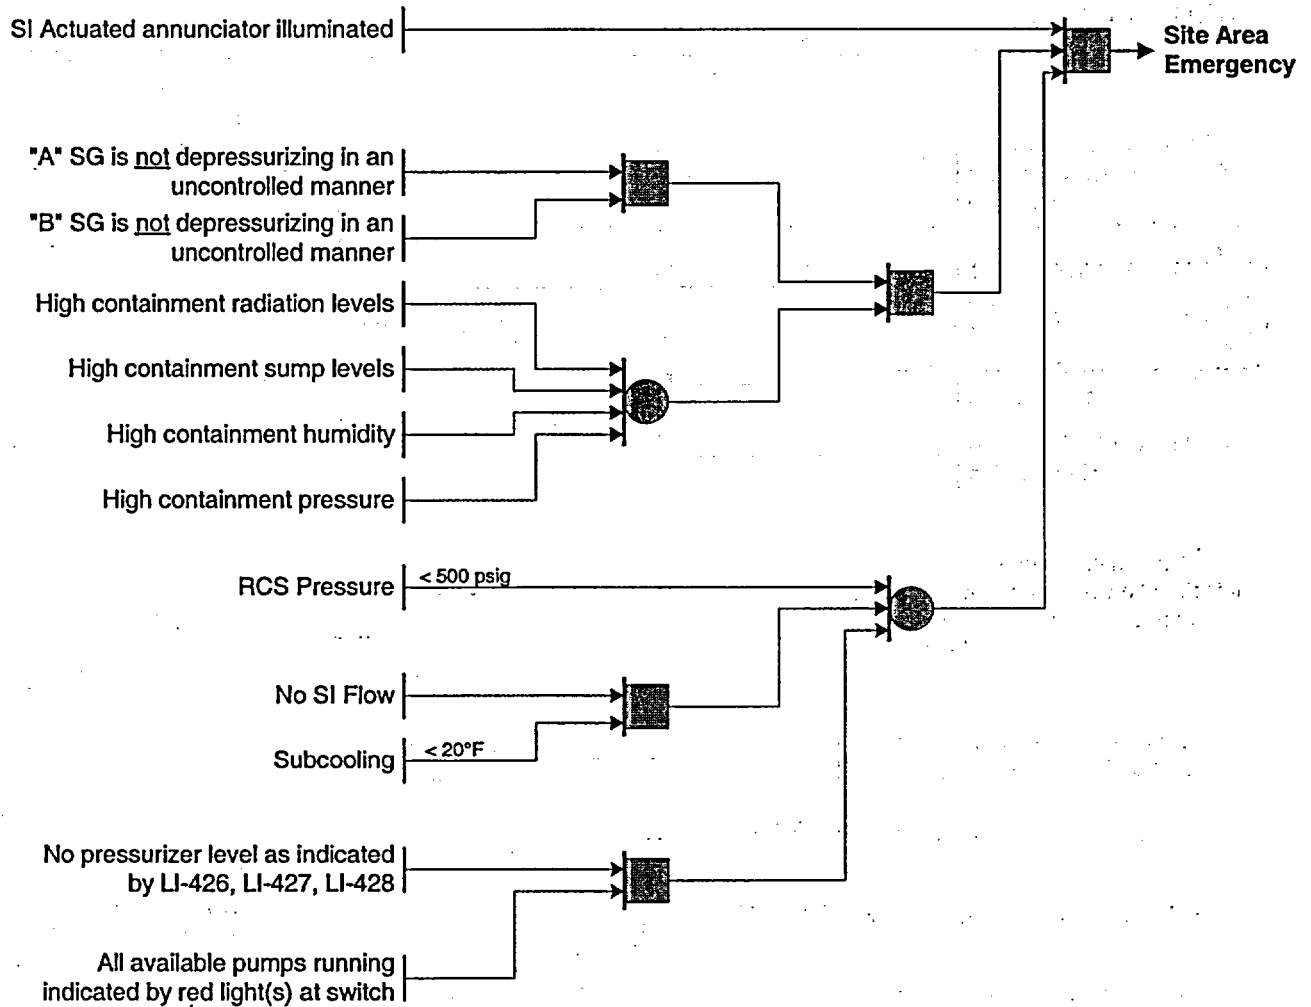 SI Actuated annunciator illuminated
Site Area
Emergency
"A" SG is not depressurizing in an
uncontrolled manner
"B" SG is not depressurizing in an
uncontrolled manner
High containment radiation levels
High containment sump levels
High containment humidity
High containment pressure
RCS Pressure
< 500 psig
No SI Flow
Subcooling
< 20°F
No pressurizer level as indicated
by LI-426, LI-427, LI-428
All available pumps running
indicated by red light(s) at switch